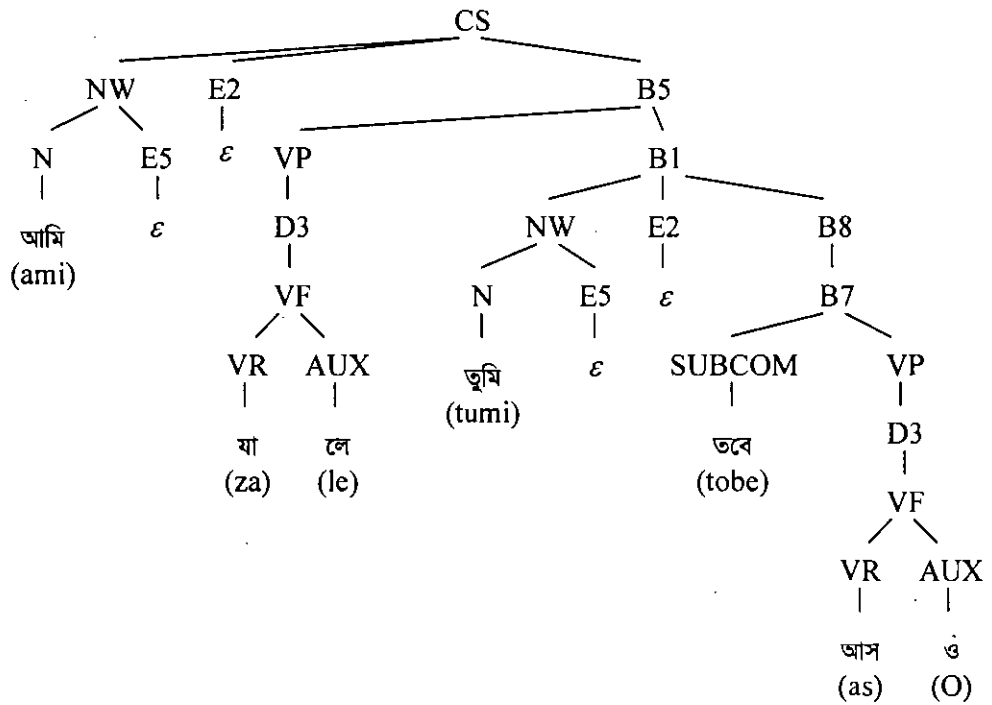 CS
NW E2 B5
N E5 ε VP B1
আমি ε D3 NW E2 B8
(ami)
VF N E5 ε B7
VR AUX তুমি ε SUBCOM VP
(tumi)
যা লে তবে D3
(za) (le) (tobe)
VF
VR AUX
আস ও
(as) (O)